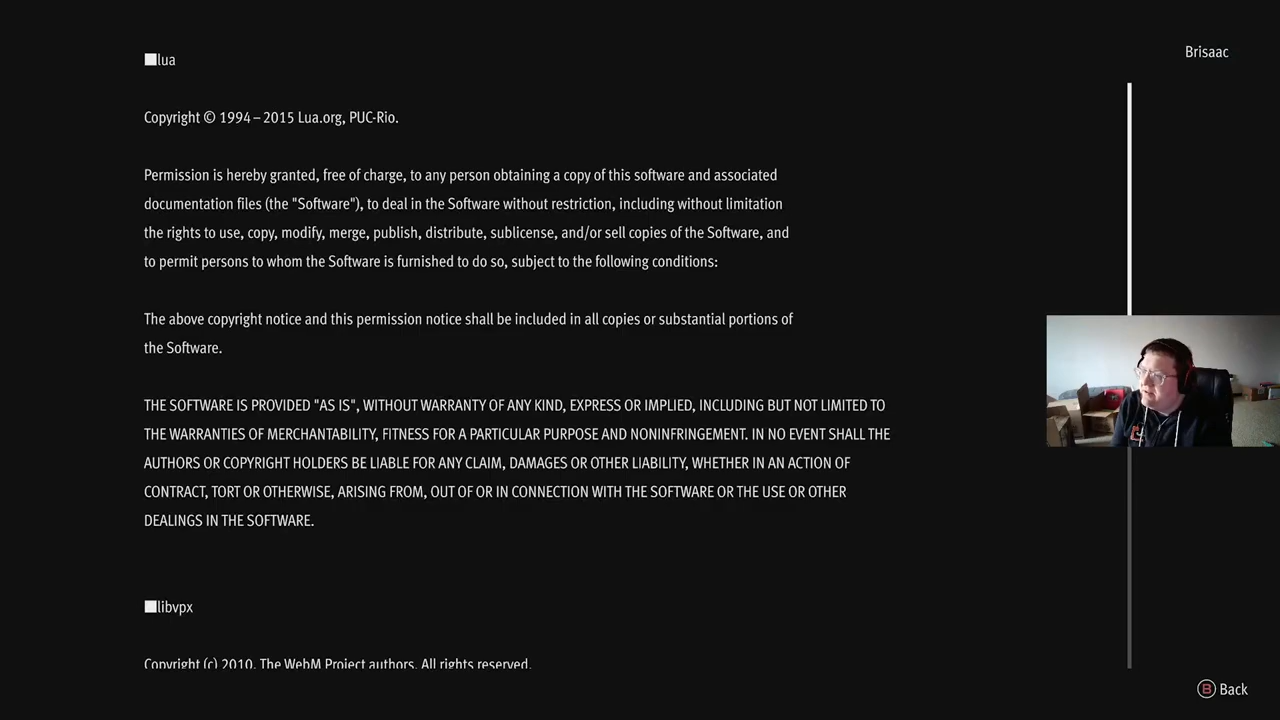 lua
Brisaac
Copyright © 1994 – 2015 Lua.org, PUC-Rio.
Permission is hereby granted, free of charge, to any person obtaining a copy of this software and associated
documentation files (the "Software"), to deal in the Software without restriction, including without limitation
the rights to use, copy, modify, merge, publish, distribute, sublicense, and/or sell copies of the Software, and
to permit persons to whom the Software is furnished to do so, subject to the following conditions:
The above copyright notice and this permission notice shall be included in all copies or substantial portions of
the Software.
THE SOFTWARE IS PROVIDED "AS IS", WITHOUT WARRANTY OF ANY KIND, EXPRESS OR IMPLIED, INCLUDING BUT NOT LIMITED TO
THE WARRANTIES OF MERCHANTABILITY, FITNESS FOR A PARTICULAR PURPOSE AND NONINFRINGEMENT. IN NO EVENT SHALL THE
AUTHORS OR COPYRIGHT HOLDERS BE LIABLE FOR ANY CLAIM, DAMAGES OR OTHER LIABILITY, WHETHER IN AN ACTION OF
CONTRACT, TORT OR OTHERWISE, ARISING FROM, OUT OF OR IN CONNECTION WITH THE SOFTWARE OR THE USE OR OTHER
DEALINGS IN THE SOFTWARE.
libvpx
Copyright (c) 2010, The WebM Project authors. All rights reserved.
B Back